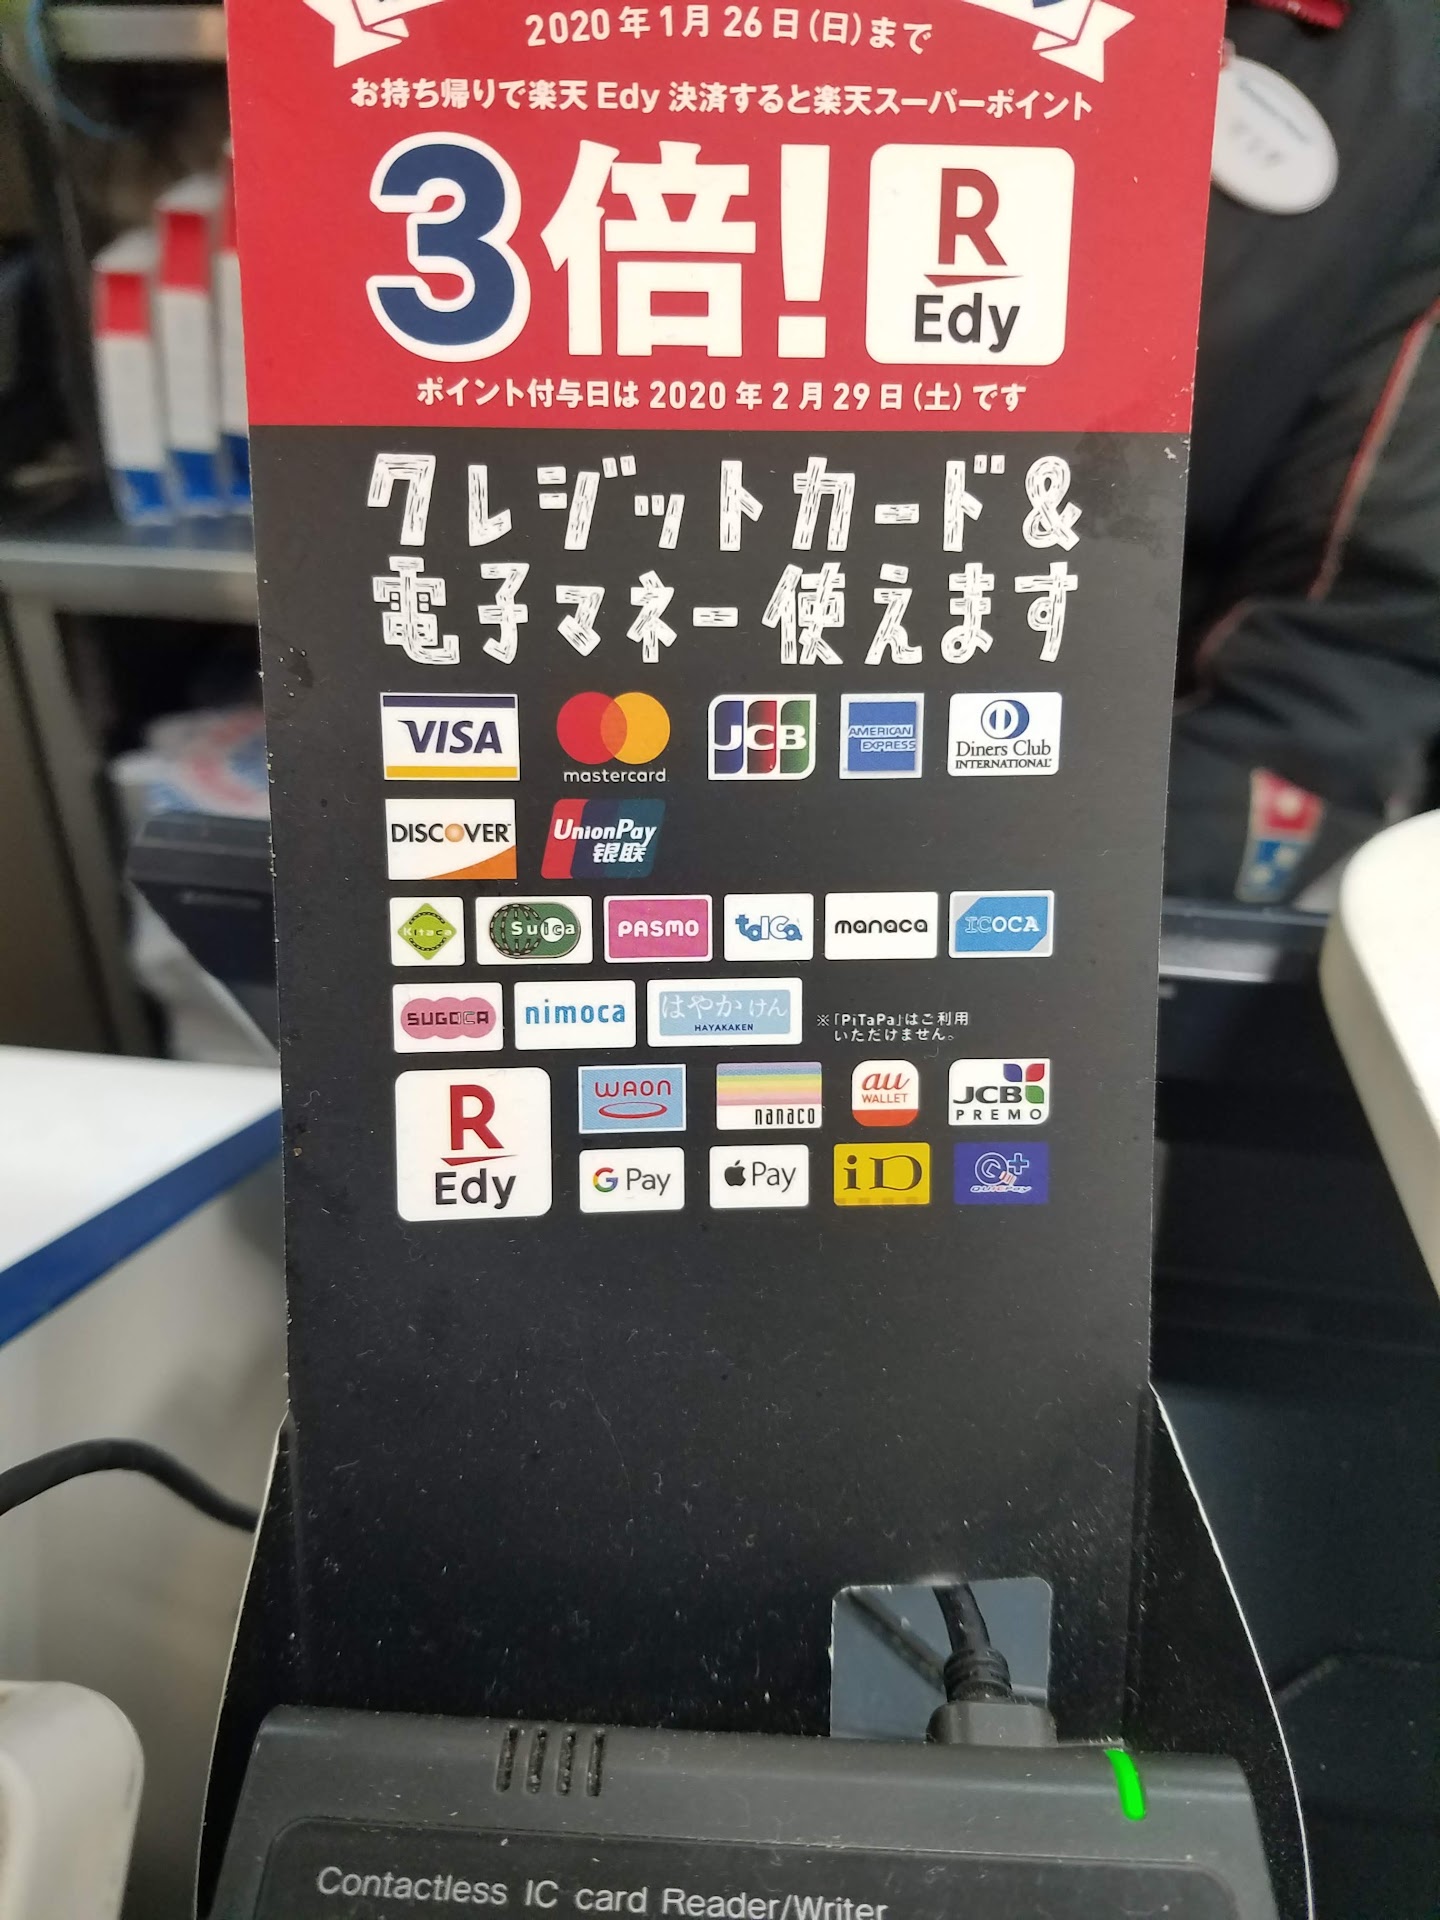 2020年1月26日(日)まで
お持ち帰りで楽天Edy決済すると楽天スーパーポイント
3倍!
R
Edy
ポイント付与日は2020年2月29日(土)です
クレジットカード&
電子マネー使えます
VISA mastercard. JCB AMERICAN EXPRESS Diners Club INTERNATIONAL
DISCOVER UnionPay 银联
Kitaca Suica PASMO toICa manaca ICOCA
SUGOCA nimoca はやかけん HAYAKAKEN
※「PiTaPa」はご利用
いただけません。
R Edy WAON nanaco au WALLET JCB PREMO
G Pay Pay iD QUICPay
Contactless IC card Reader/Writer